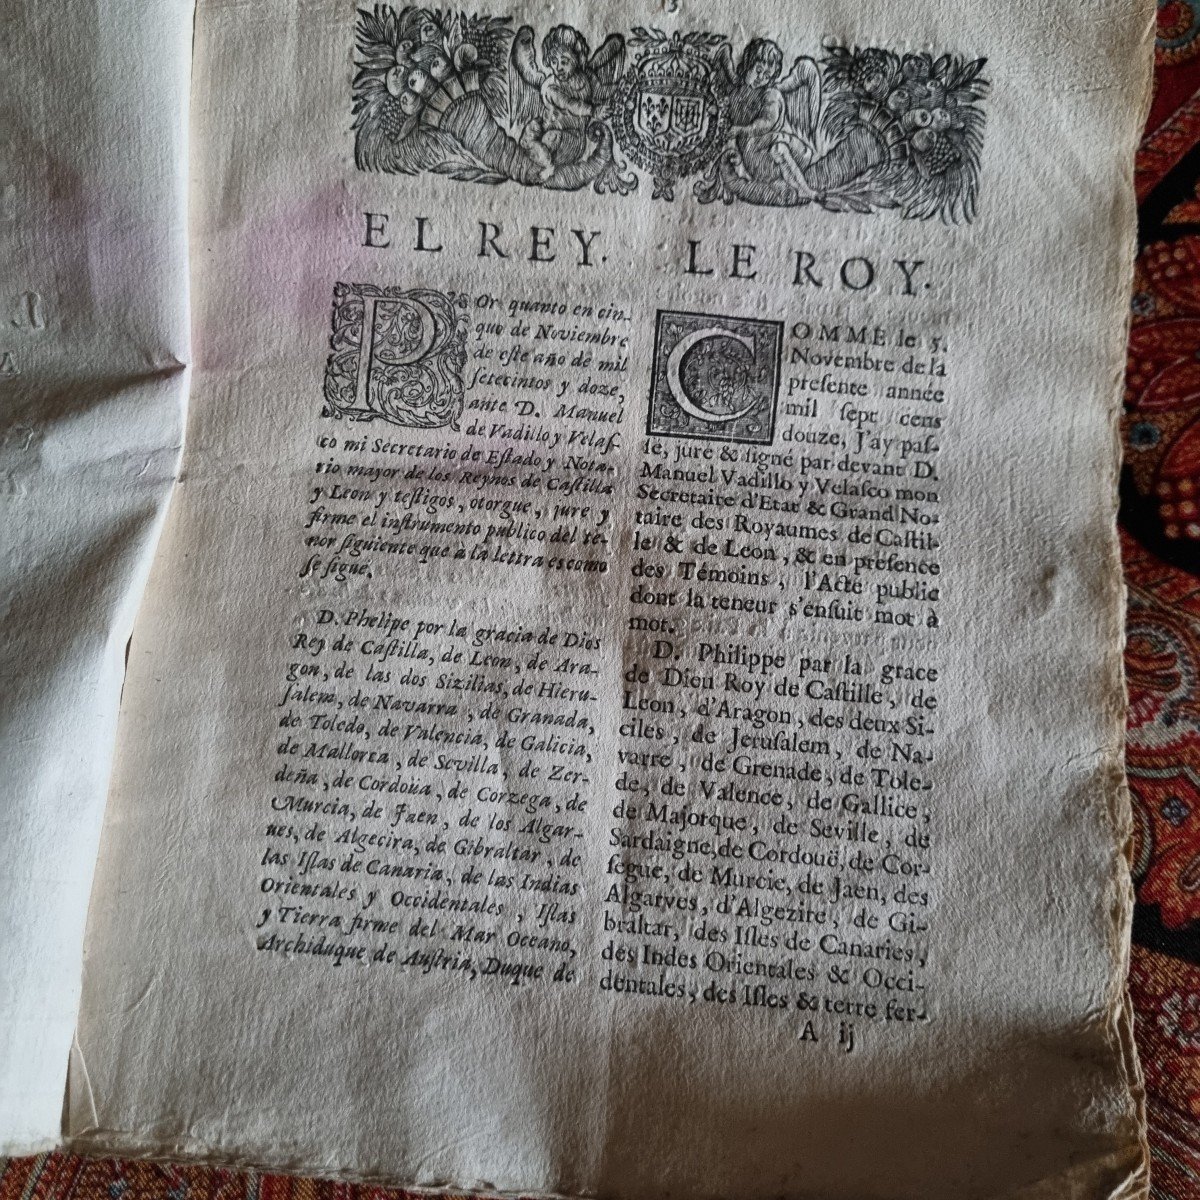 3
EL REY.
POr quanto en cin-
que de Noviembre
de eſte año de mil
ſetecintos y doze,
ante D. Manuel
de Vadillo y Velaſ-
co mi Secretario de Eſtado y Nota-
rio mayor de los Reynos de Caſtilla
y Leon y teſtigos, otorgue, jure y
firme el inſtrumento publico del te-
nor ſiguiente que à la lettra es como
ſe ſigue.
D. Phelipe por la gracia de Dios
Rey de Caſtilla, de Leon, de Ara-
gon, de las dos Sizilias, de Hieru-
ſalem, de Navarra, de Granada,
de Toledo, de Valencia, de Galicia,
de Mallorca, de Sevilla, de Zer-
deña, de Cordoüa, de Corzega, de
Murcia, de Jaen, de los Algar-
ues, de Algecira, de Gibraltar, de
las Iſlas de Canaria, de las Indias
Orientales y Occidentales, Iſlas
y Tierra firme del Mar Oceano,
Archiduque de Auſtria, Duque de
LE ROY.
COMME le 5.
Novembre de la
preſente année
mil ſept cens
douze, J'ay paſ-
ſé, juré & ſigné par-devant D.
Manuel Vadillo y Velaſco mon
Secretaire d'Etat & Grand No-
taire des Royaumes de Caſtil-
le & de Leon, & en préſence
des Témoins, l'Acte public
dont la teneur s'enſuit mot à
mot.
D. Philippe par la grace
de Dieu Roy de Caſtille, de
Leon, d'Aragon, des deux Si-
ciles, de Jeruſalem, de Na-
varre, de Grenade, de Tole-
de, de Valence, de Gallice,
de Majorque, de Seville, de
Sardaigne, de Cordouë, de Cor-
ſegue, de Murcie, de Jaen, des
Algarves, d'Algezire, de Gi-
braltar, des Iſles de Canaries,
des Indes Orientales & Occi-
dentales, des Iſles & terre fer-
A ij